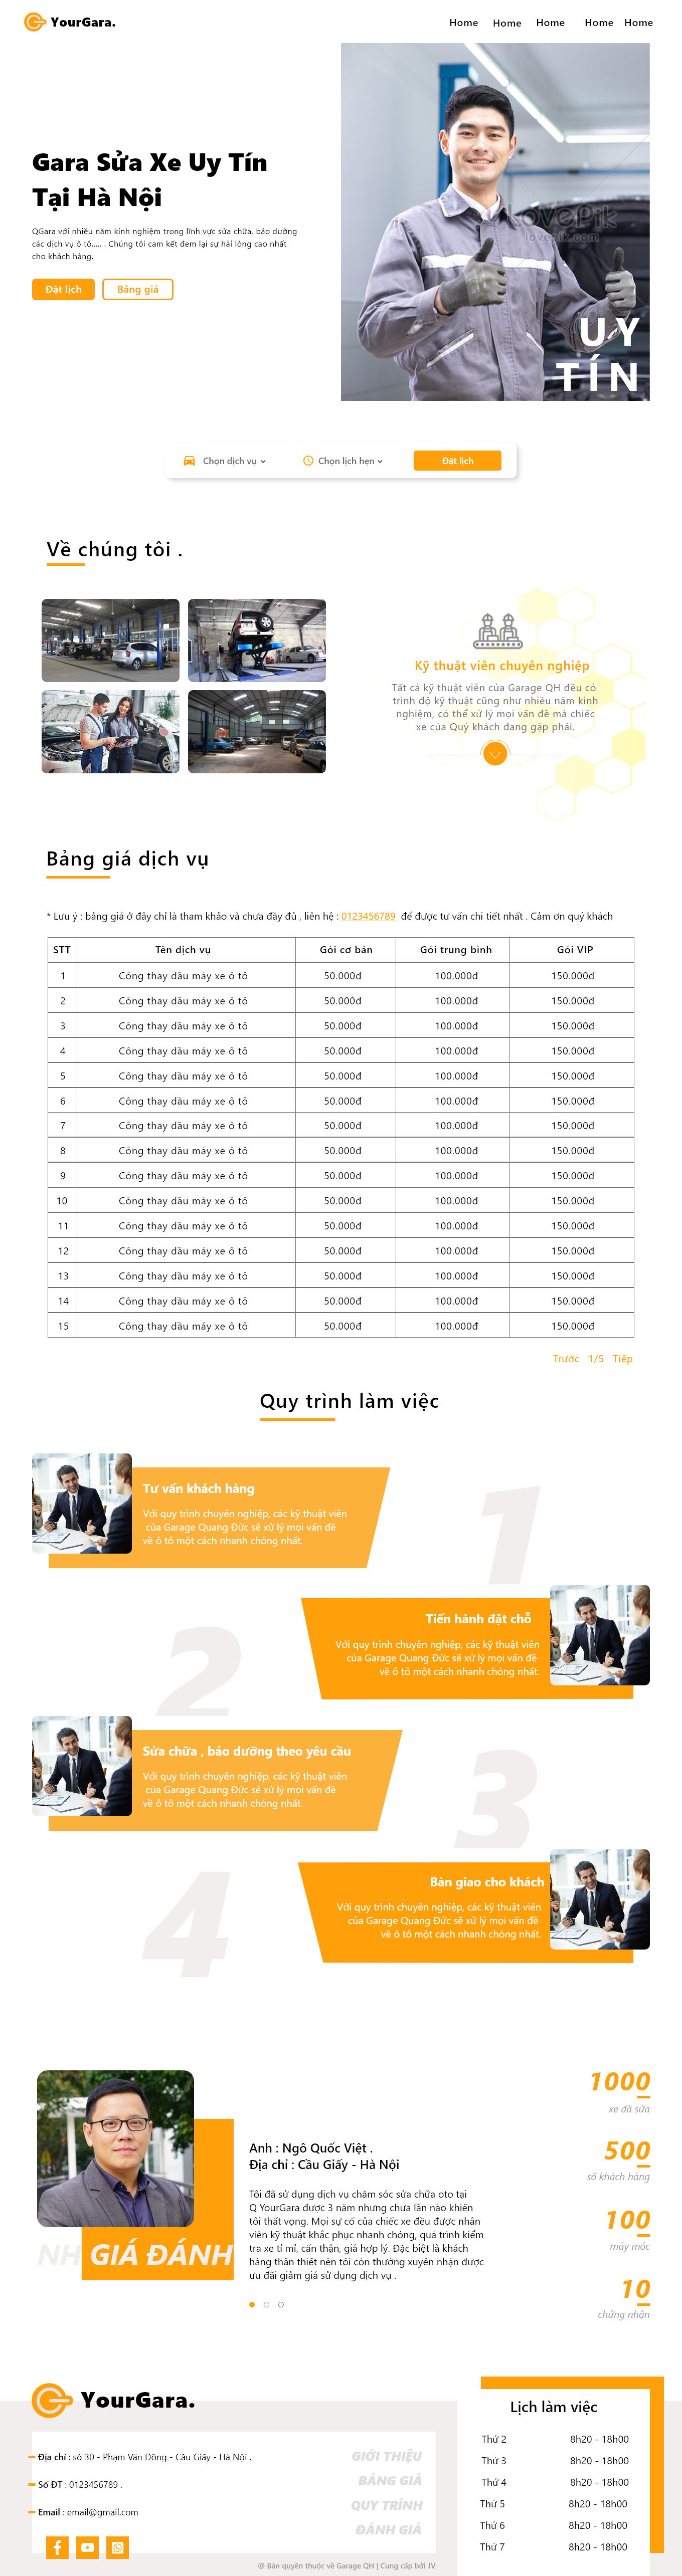 YourGara.
Home Home Home Home Home
Gara Sửa Xe Uy Tín
Tại Hà Nội
QGara với nhiều năm kinh nghiệm trong lĩnh vực sửa chữa, bảo dưỡng
các dịch vụ ô tô..... . Chúng tôi cam kết đem lại sự hài lòng cao nhất
cho khách hàng.
Đặt lịch Bảng giá
lovepik
lovepik.com
UY
TÍN
Chọn dịch vụ Chọn lịch hẹn Đặt lịch
Về chúng tôi .
Kỹ thuật viên chuyên nghiệp
Tất cả kỹ thuật viên của Garage QH đều có
trình độ kỹ thuật cũng như nhiều năm kinh
nghiệm, có thể xử lý mọi vấn đề mà chiếc
xe của Quý khách đang gặp phải.
Bảng giá dịch vụ
* Lưu ý : bảng giá ở đây chỉ là tham khảo và chưa đầy đủ , liên hệ : 0123456789 để được tư vấn chi tiết nhất . Cảm ơn quý khách
STT Tên dịch vụ Gói cơ bản Gói trung bình Gói VIP
1 Công thay dầu máy xe ô tô 50.000đ 100.000đ 150.000đ
2 Công thay dầu máy xe ô tô 50.000đ 100.000đ 150.000đ
3 Công thay dầu máy xe ô tô 50.000đ 100.000đ 150.000đ
4 Công thay dầu máy xe ô tô 50.000đ 100.000đ 150.000đ
5 Công thay dầu máy xe ô tô 50.000đ 100.000đ 150.000đ
6 Công thay dầu máy xe ô tô 50.000đ 100.000đ 150.000đ
7 Công thay dầu máy xe ô tô 50.000đ 100.000đ 150.000đ
8 Công thay dầu máy xe ô tô 50.000đ 100.000đ 150.000đ
9 Công thay dầu máy xe ô tô 50.000đ 100.000đ 150.000đ
10 Công thay dầu máy xe ô tô 50.000đ 100.000đ 150.000đ
11 Công thay dầu máy xe ô tô 50.000đ 100.000đ 150.000đ
12 Công thay dầu máy xe ô tô 50.000đ 100.000đ 150.000đ
13 Công thay dầu máy xe ô tô 50.000đ 100.000đ 150.000đ
14 Công thay dầu máy xe ô tô 50.000đ 100.000đ 150.000đ
15 Công thay dầu máy xe ô tô 50.000đ 100.000đ 150.000đ
Trước 1/5 Tiếp
Quy trình làm việc
Tư vấn khách hàng
Với quy trình chuyên nghiệp, các kỹ thuật viên
của Garage Quang Đức sẽ xử lý mọi vấn đề
về ô tô một cách nhanh chóng nhất.
1
Tiến hành đặt chỗ
Với quy trình chuyên nghiệp, các kỹ thuật viên
của Garage Quang Đức sẽ xử lý mọi vấn đề
về ô tô một cách nhanh chóng nhất.
2
Sửa chữa , bảo dưỡng theo yêu cầu
Với quy trình chuyên nghiệp, các kỹ thuật viên
của Garage Quang Đức sẽ xử lý mọi vấn đề
về ô tô một cách nhanh chóng nhất.
3
Bàn giao cho khách
Với quy trình chuyên nghiệp, các kỹ thuật viên
của Garage Quang Đức sẽ xử lý mọi vấn đề
về ô tô một cách nhanh chóng nhất.
4
NH GIÁ ĐÁNH
Anh : Ngô Quốc Việt .
Địa chỉ : Cầu Giấy - Hà Nội
Tôi đã sử dụng dịch vụ chăm sóc sửa chữa oto tại
Q YourGara được 3 năm nhưng chưa lần nào khiến
tôi thất vọng. Mọi sự cố của chiếc xe đều được nhân
viên kỹ thuật khắc phục nhanh chóng, quá trình kiểm
tra xe tỉ mỉ, cẩn thận, giá hợp lý. Đặc biệt là khách
hàng thân thiết nên tôi còn thường xuyên nhận được
ưu đãi giảm giá sử dụng dịch vụ .
1000
xe đã sửa
500
số khách hàng
100
máy móc
10
chứng nhận
YourGara.
Địa chỉ : số 30 - Phạm Văn Đồng - Cầu Giấy - Hà Nội .
Số ĐT : 0123456789 .
Email : email@gmail.com
GIỚI THIỆU
BẢNG GIÁ
QUY TRÌNH
ĐÁNH GIÁ
@ Bản quyền thuộc về Garage QH | Cung cấp bởi JV
Lịch làm việc
Thứ 2 8h20 - 18h00
Thứ 3 8h20 - 18h00
Thứ 4 8h20 - 18h00
Thứ 5 8h20 - 18h00
Thứ 6 8h20 - 18h00
Thứ 7 8h20 - 18h00